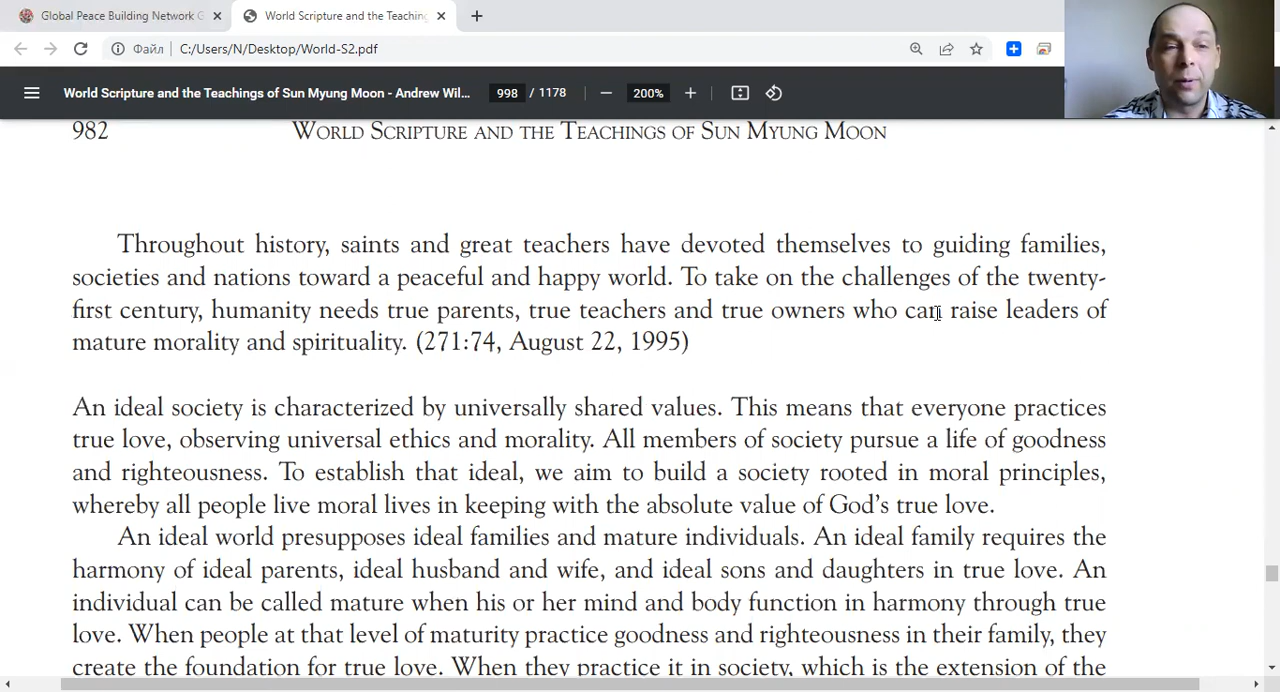 Global Peace Building Network G
World Scripture and the Teaching
Файл
C:/Users/N/Desktop/World-S2.pdf
World Scripture and the Teachings of Sun Myung Moon - Andrew Wil...
998 / 1178
200%
982
WORLD SCRIPTURE AND THE TEACHINGS OF SUN MYUNG MOON
Throughout history, saints and great teachers have devoted themselves to guiding families,
societies and nations toward a peaceful and happy world. To take on the challenges of the twenty-
first century, humanity needs true parents, true teachers and true owners who can raise leaders of
mature morality and spirituality. (271:74, August 22, 1995)
An ideal society is characterized by universally shared values. This means that everyone practices
true love, observing universal ethics and morality. All members of society pursue a life of goodness
and righteousness. To establish that ideal, we aim to build a society rooted in moral principles,
whereby all people live moral lives in keeping with the absolute value of God's true love.
An ideal world presupposes ideal families and mature individuals. An ideal family requires the
harmony of ideal parents, ideal husband and wife, and ideal sons and daughters in true love. An
individual can be called mature when his or her mind and body function in harmony through true
love. When people at that level of maturity practice goodness and righteousness in their family, they
create the foundation for true love. When they practice it in society, which is the extension of the